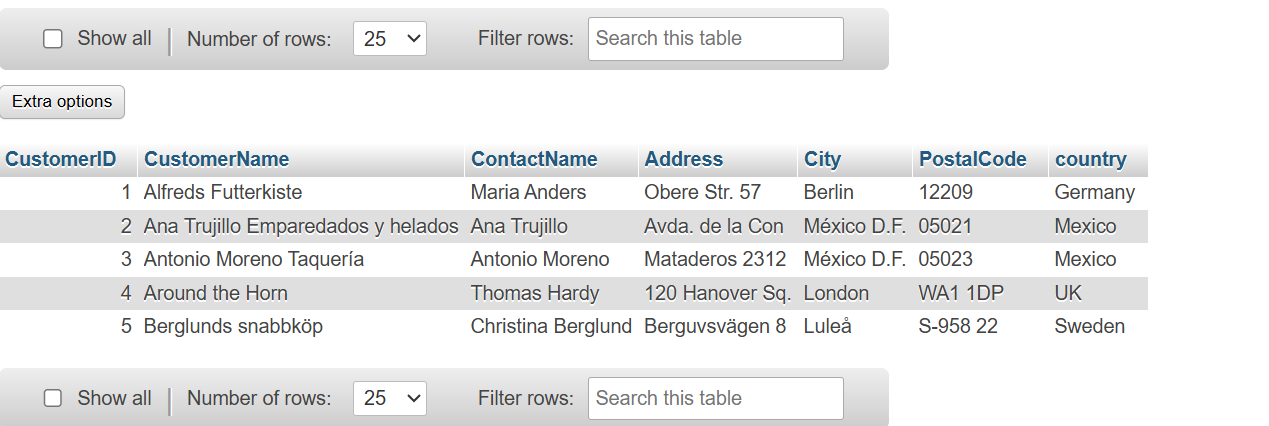 Show all | Number of rows: 25 Filter rows: Search this table
Extra options
CustomerID CustomerName ContactName Address City PostalCode country
1 Alfreds Futterkiste Maria Anders Obere Str. 57 Berlin 12209 Germany
2 Ana Trujillo Emparedados y helados Ana Trujillo Avda. de la Con México D.F. 05021 Mexico
3 Antonio Moreno Taquería Antonio Moreno Mataderos 2312 México D.F. 05023 Mexico
4 Around the Horn Thomas Hardy 120 Hanover Sq. London WA1 1DP UK
5 Berglunds snabbköp Christina Berglund Berguvsvägen 8 Luleå S-958 22 Sweden
Show all | Number of rows: 25 Filter rows: Search this table